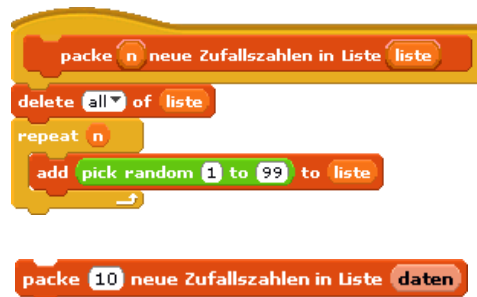 packe n neue Zufallszahlen in Liste liste
delete all of liste
repeat n
add pick random 1 to 99 to liste
packe 10 neue Zufallszahlen in Liste daten